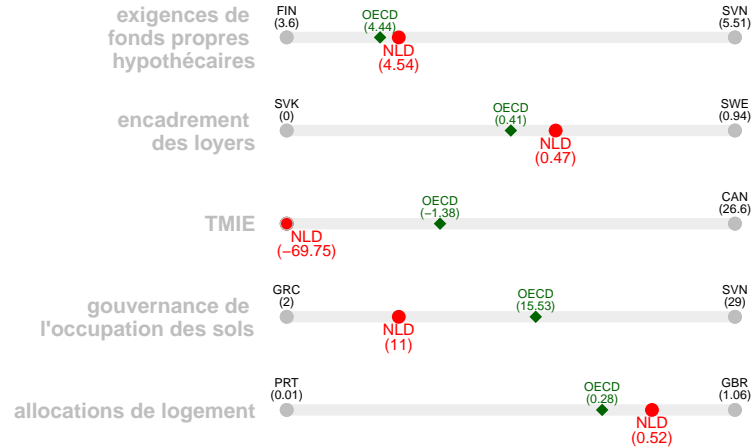 exigences de
fonds propres
hypothécaires
FIN
(3.6)
OECD
(4.44)
NLD
(4.54)
SVN
(5.51)
encadrement
des loyers
SVK
(0)
OECD
(0.41)
NLD
(0.47)
SWE
(0.94)
TMIE
NLD
(−69.75)
OECD
(−1.38)
CAN
(26.6)
gouvernance de
l'occupation des sols
GRC
(2)
NLD
(11)
OECD
(15.53)
SVN
(29)
allocations de logement
PRT
(0.01)
OECD
(0.28)
NLD
(0.52)
GBR
(1.06)